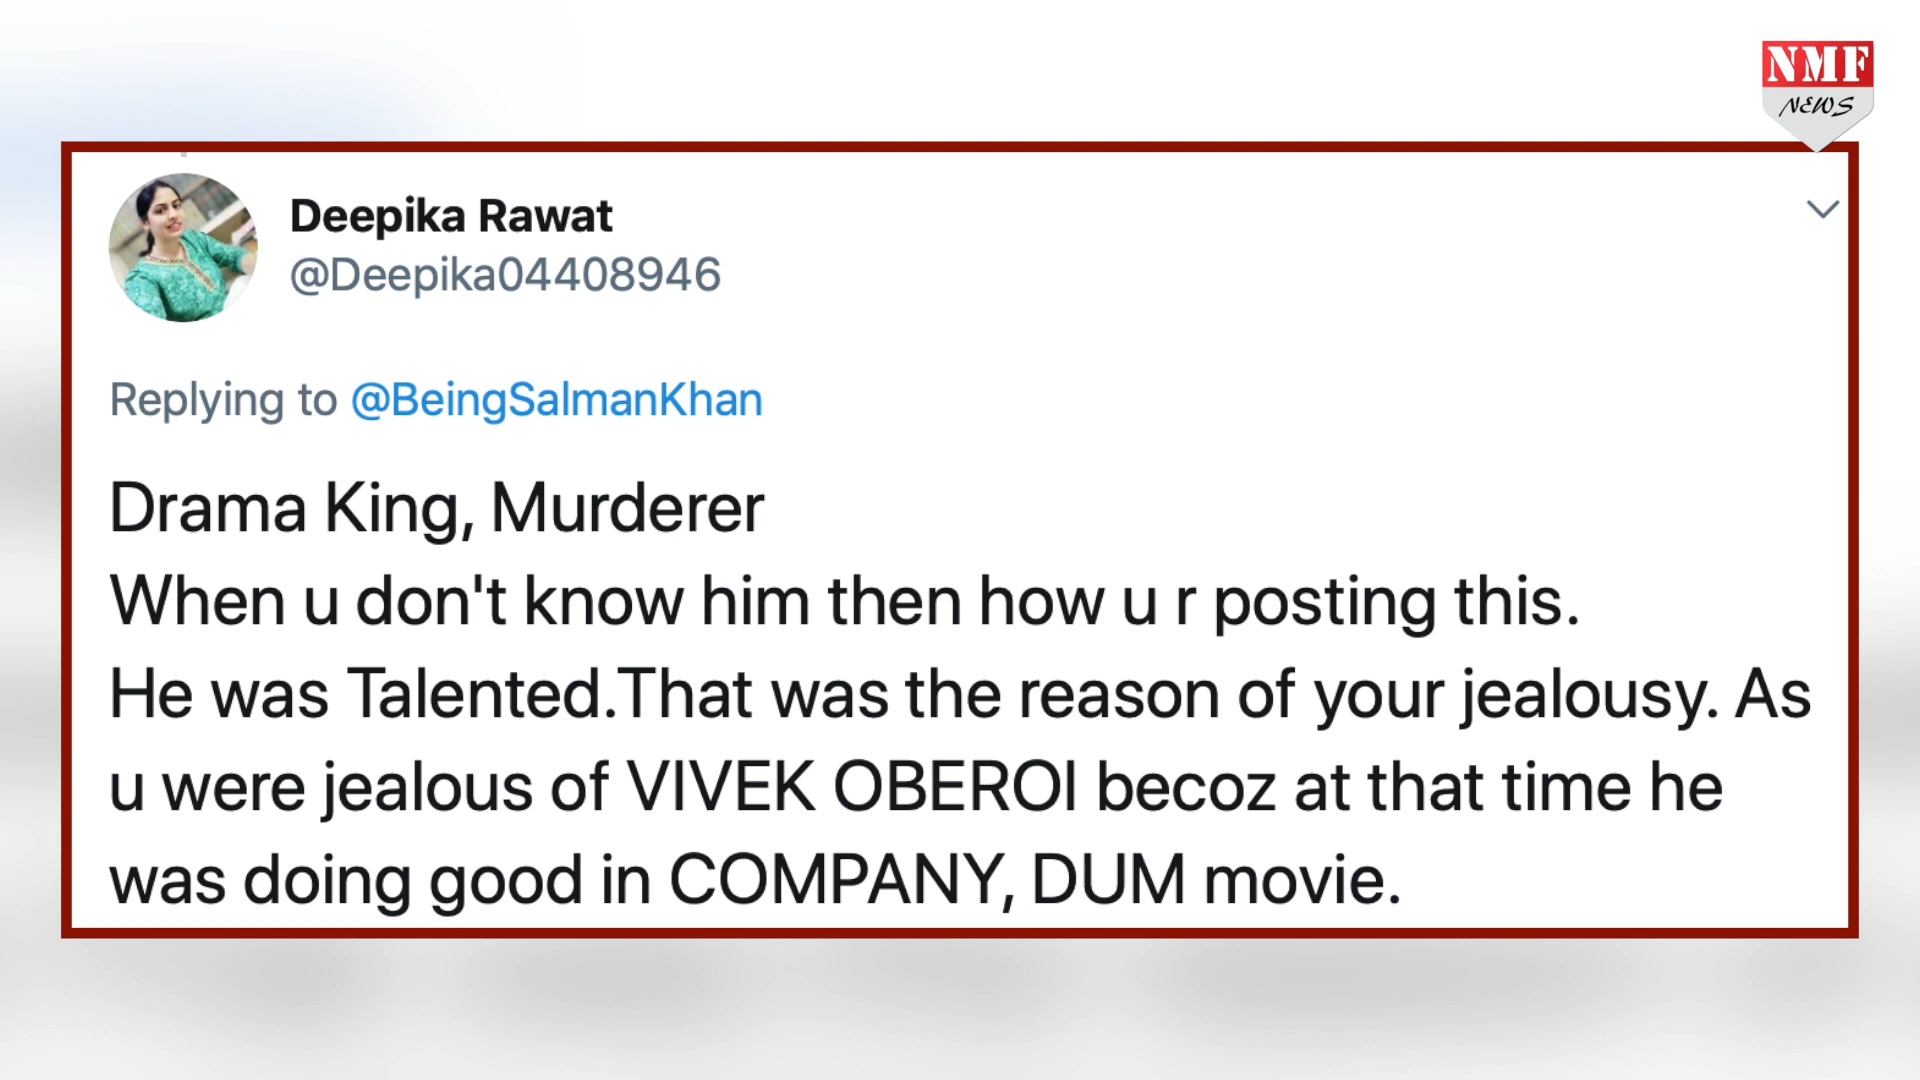 NMF
NEWS
Deepika Rawat
@Deepika04408946
Replying to @BeingSalmanKhan
Drama King, Murderer
When u don't know him then how u r posting this.
He was Talented.That was the reason of your jealousy. As
u were jealous of VIVEK OBEROI becoz at that time he
was doing good in COMPANY, DUM movie.